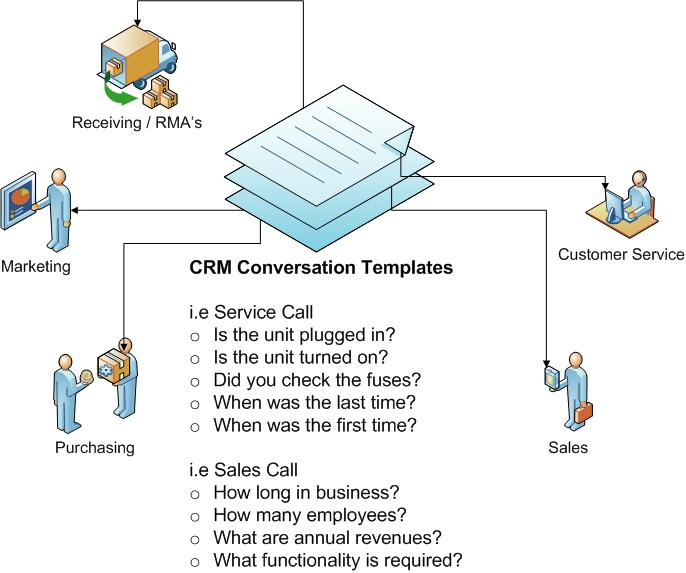 Receiving / RMA's
Marketing
Customer Service
CRM Conversation Templates
i.e Service Call
○ Is the unit plugged in?
○ Is the unit turned on?
○ Did you check the fuses?
○ When was the last time?
○ When was the first time?
Purchasing
Sales
i.e Sales Call
○ How long in business?
○ How many employees?
○ What are annual revenues?
○ What functionality is required?